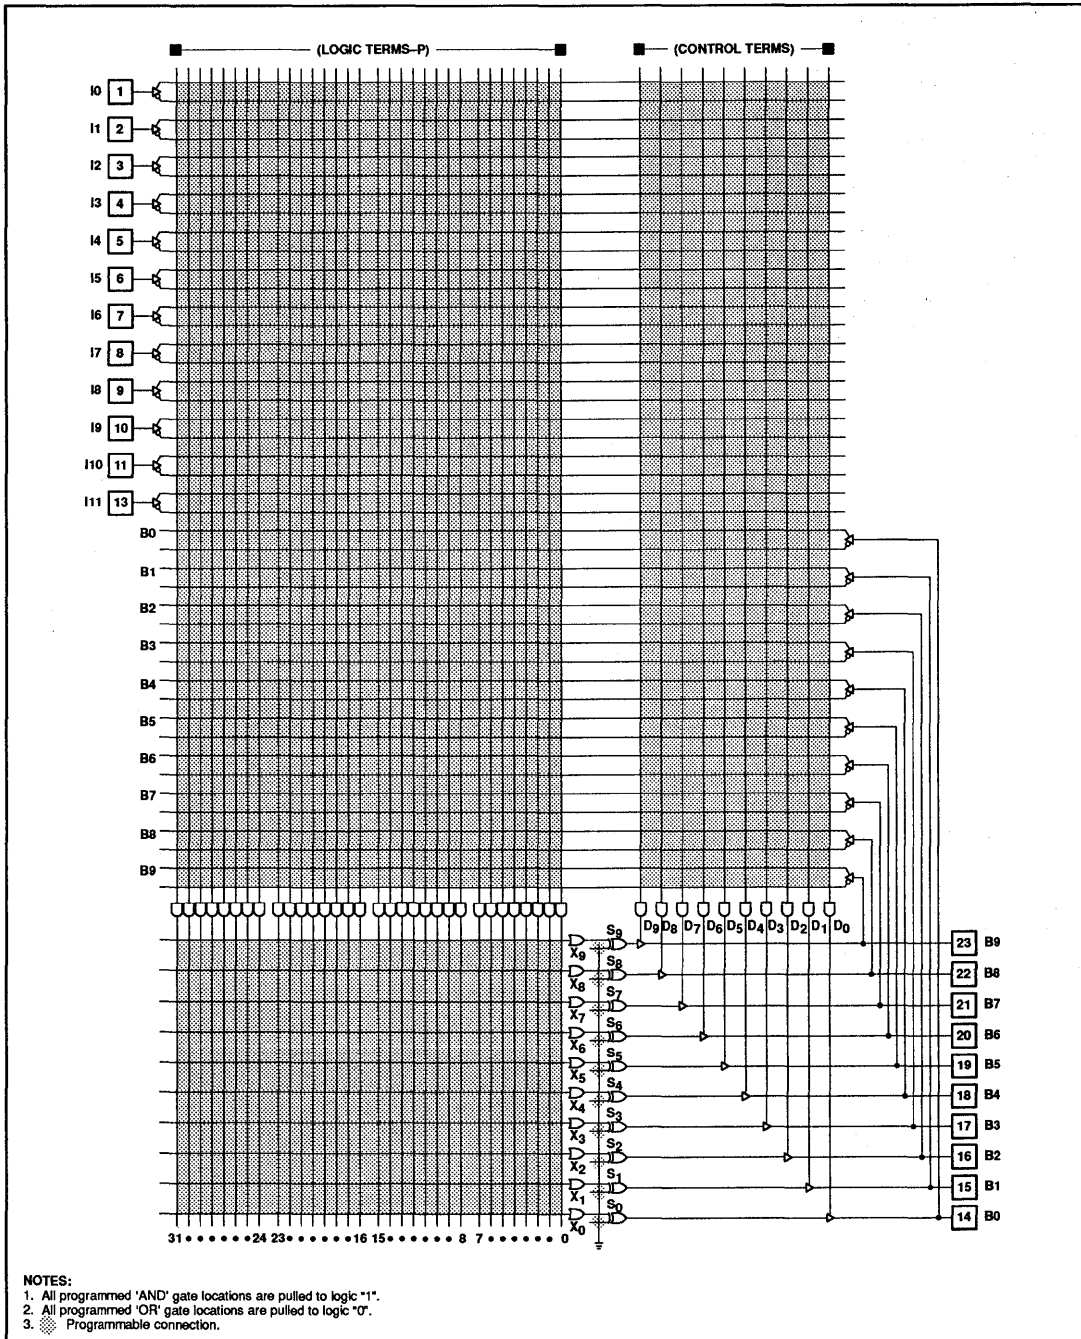 (LOGIC TERMS–P) (CONTROL TERMS)
I0 1
I1 2
I2 3
I3 4
I4 5
I5 6
I6 7
I7 8
I8 9
I9 10
I10 11
I11 13
B0
B1
B2
B3
B4
B5
B6
B7
B8
B9
D9 D8 D7 D6 D5 D4 D3 D2 D1 D0
X9 S9 23 B9
X8 S8 22 B8
X7 S7 21 B7
X6 S6 20 B6
X5 S5 19 B5
X4 S4 18 B4
X3 S3 17 B3
X2 S2 16 B2
X1 S1 15 B1
X0 S0 14 B0
31 24 23 16 15 8 7 0
NOTES:
1. All programmed 'AND' gate locations are pulled to logic "1".
2. All programmed 'OR' gate locations are pulled to logic "0".
3. Programmable connection.